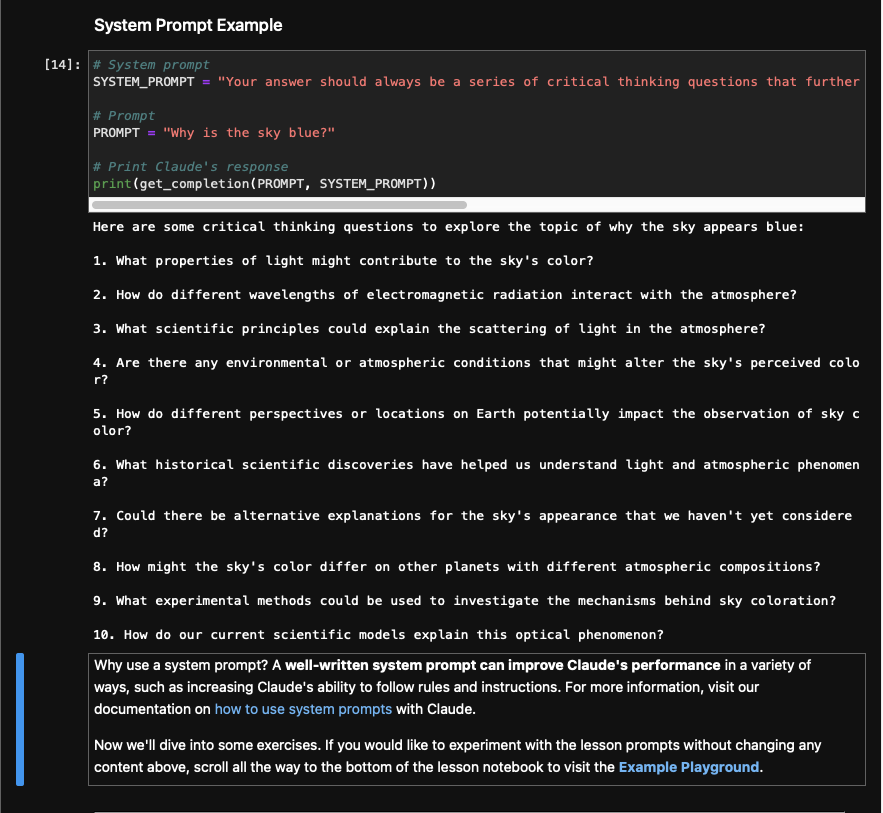 System Prompt Example
[14]:
# System prompt
SYSTEM_PROMPT = "Your answer should always be a series of critical thinking questions that further
# Prompt
PROMPT = "Why is the sky blue?"
# Print Claude's response
print(get_completion(PROMPT, SYSTEM_PROMPT))
Here are some critical thinking questions to explore the topic of why the sky appears blue:
1. What properties of light might contribute to the sky's color?
2. How do different wavelengths of electromagnetic radiation interact with the atmosphere?
3. What scientific principles could explain the scattering of light in the atmosphere?
4. Are there any environmental or atmospheric conditions that might alter the sky's perceived colo
r?
5. How do different perspectives or locations on Earth potentially impact the observation of sky c
olor?
6. What historical scientific discoveries have helped us understand light and atmospheric phenomen
a?
7. Could there be alternative explanations for the sky's appearance that we haven't yet considere
d?
8. How might the sky's color differ on other planets with different atmospheric compositions?
9. What experimental methods could be used to investigate the mechanisms behind sky coloration?
10. How do our current scientific models explain this optical phenomenon?
Why use a system prompt? A well-written system prompt can improve Claude's performance in a variety of
ways, such as increasing Claude's ability to follow rules and instructions. For more information, visit our
documentation on how to use system prompts with Claude.
Now we'll dive into some exercises. If you would like to experiment with the lesson prompts without changing any
content above, scroll all the way to the bottom of the lesson notebook to visit the Example Playground.